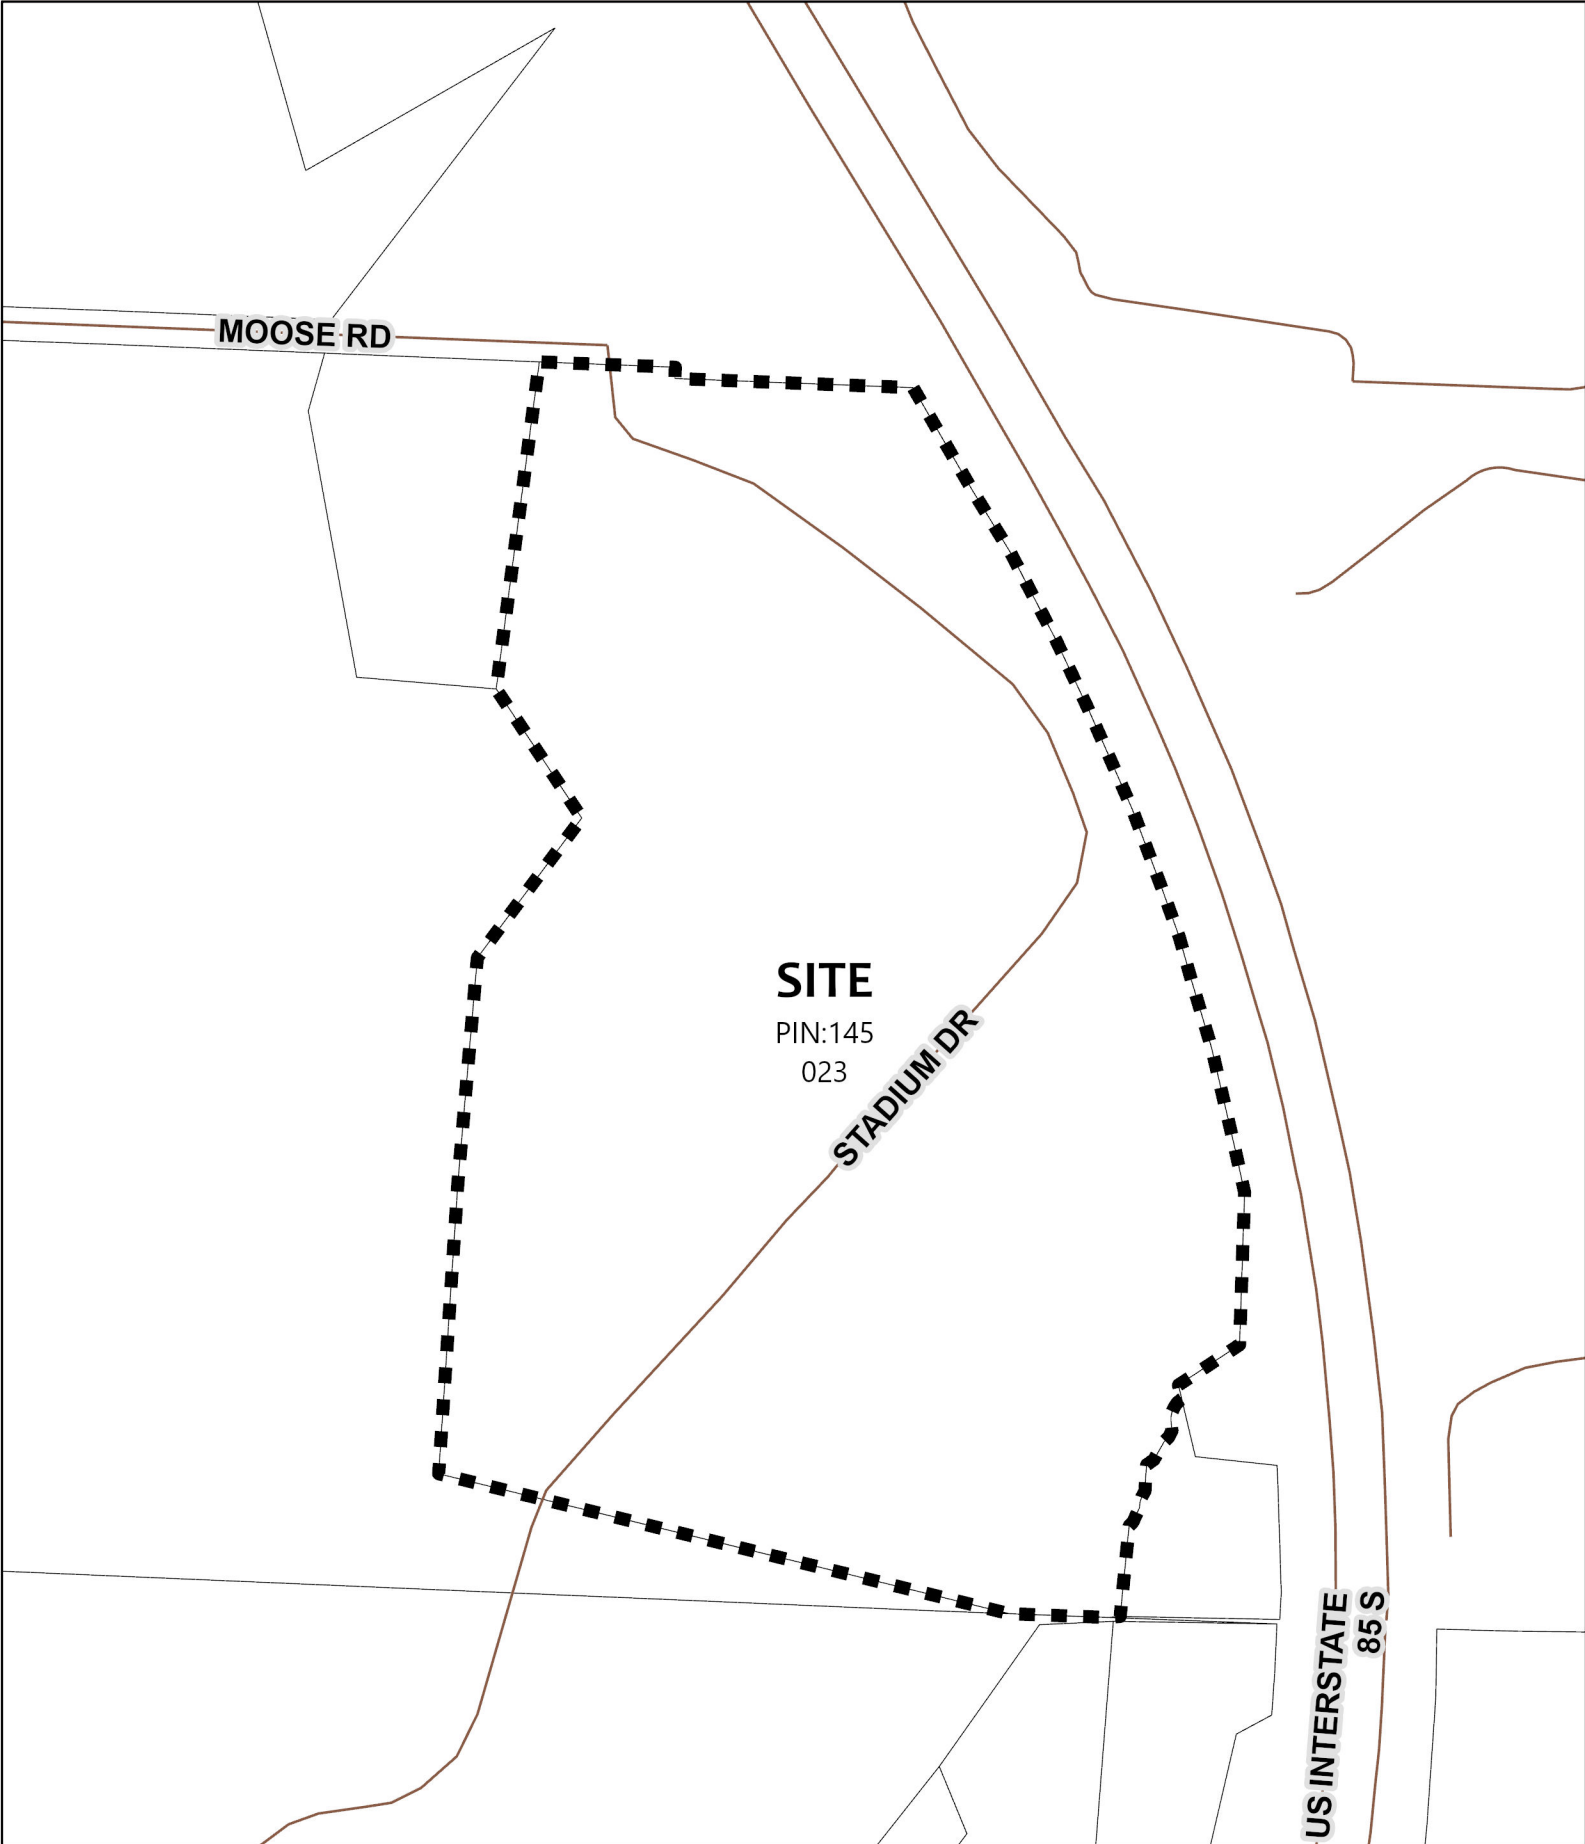 MOOSE RD
SITE
PIN:145
023
STADIUM DR
US INTERSTATE
85 S